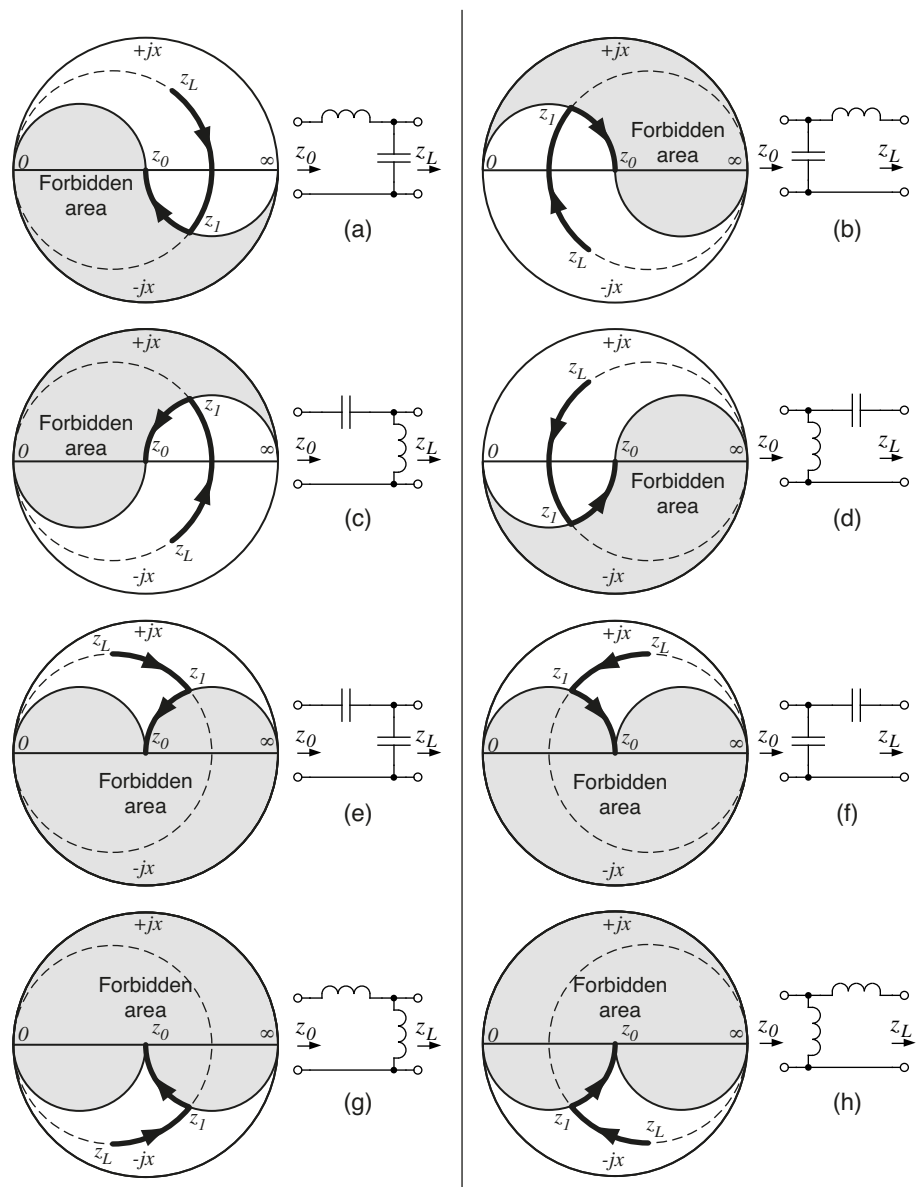 +jx
z_L
0
z_0
∞
Forbidden
area
z_1
-jx
z_0
z_L
(a)
+jx
z_1
Forbidden
area
0
z_0
∞
z_L
-jx
z_0
z_L
(b)
+jx
z_1
Forbidden
area
0
z_0
∞
z_L
-jx
z_0
z_L
(c)
+jx
z_L
0
z_0
∞
Forbidden
area
z_1
-jx
z_0
z_L
(d)
+jx
z_L
z_1
0
z_0
∞
Forbidden
area
-jx
z_0
z_L
(e)
+jx
z_L
z_1
0
z_0
∞
Forbidden
area
-jx
z_0
z_L
(f)
+jx
Forbidden
area
0
z_0
∞
z_1
z_L
-jx
z_0
z_L
(g)
+jx
Forbidden
area
0
z_0
∞
z_1
z_L
-jx
z_0
z_L
(h)